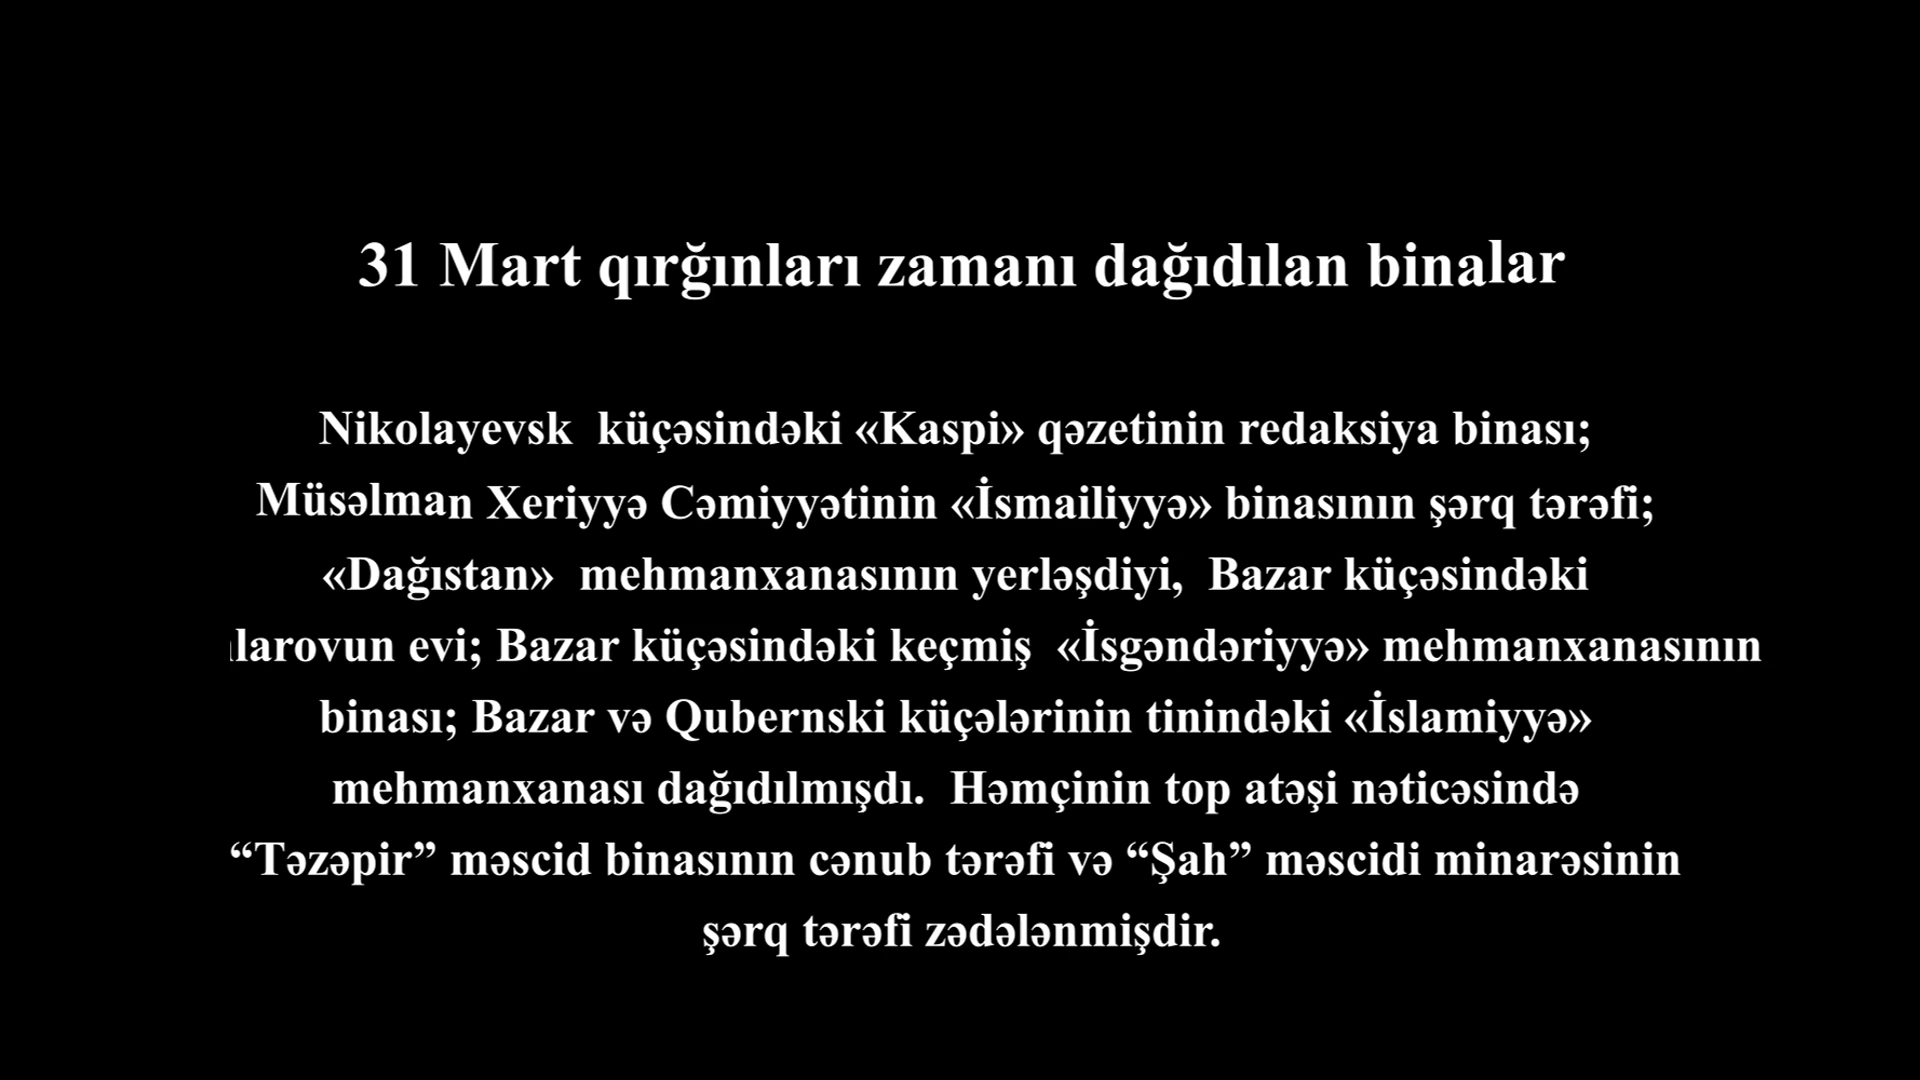 31 Mart qırğınları zamanı dağıdılan binalar
Nikolayevsk küçəsindəki «Kaspi» qəzetinin redaksiya binası;
Müsəlman Xeriyyə Cəmiyyətinin «İsmailiyyə» binasının şərq tərəfi;
«Dağıstan» mehmanxanasının yerləşdiyi, Bazar küçəsindəki
evi; Bazar küçəsindəki keçmiş «İsgəndəriyyə» mehmanxanasının
binası; Bazar və Qubernski küçələrinin tinindəki «İslamiyyə»
mehmanxanası dağıdılmışdı. Həmçinin top atəşi nəticəsində
“Təzəpir” məscid binasının cənub tərəfi və “Şah” məscidi minarəsinin
şərq tərəfi zədələnmişdir.